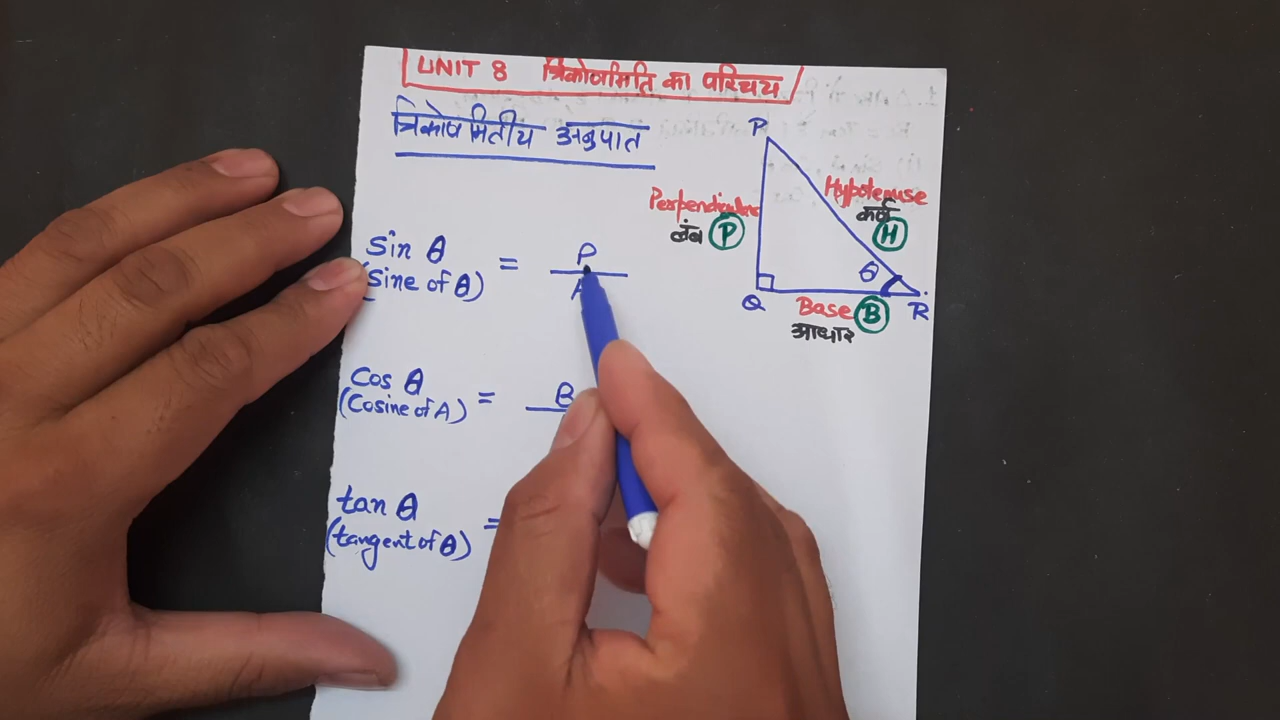 UNIT 8 त्रिकोणमिति का परिचय
त्रिकोणमितीय अनुपात
P
Perpendicular
लंब P
Hypotenuse
कर्ण
H
θ
Q
Base B
आधार
R
sin θ
(Sine of θ)
=
P
Cos θ
(Cosine of A)
=
B
tan θ
(tangent of θ)
=